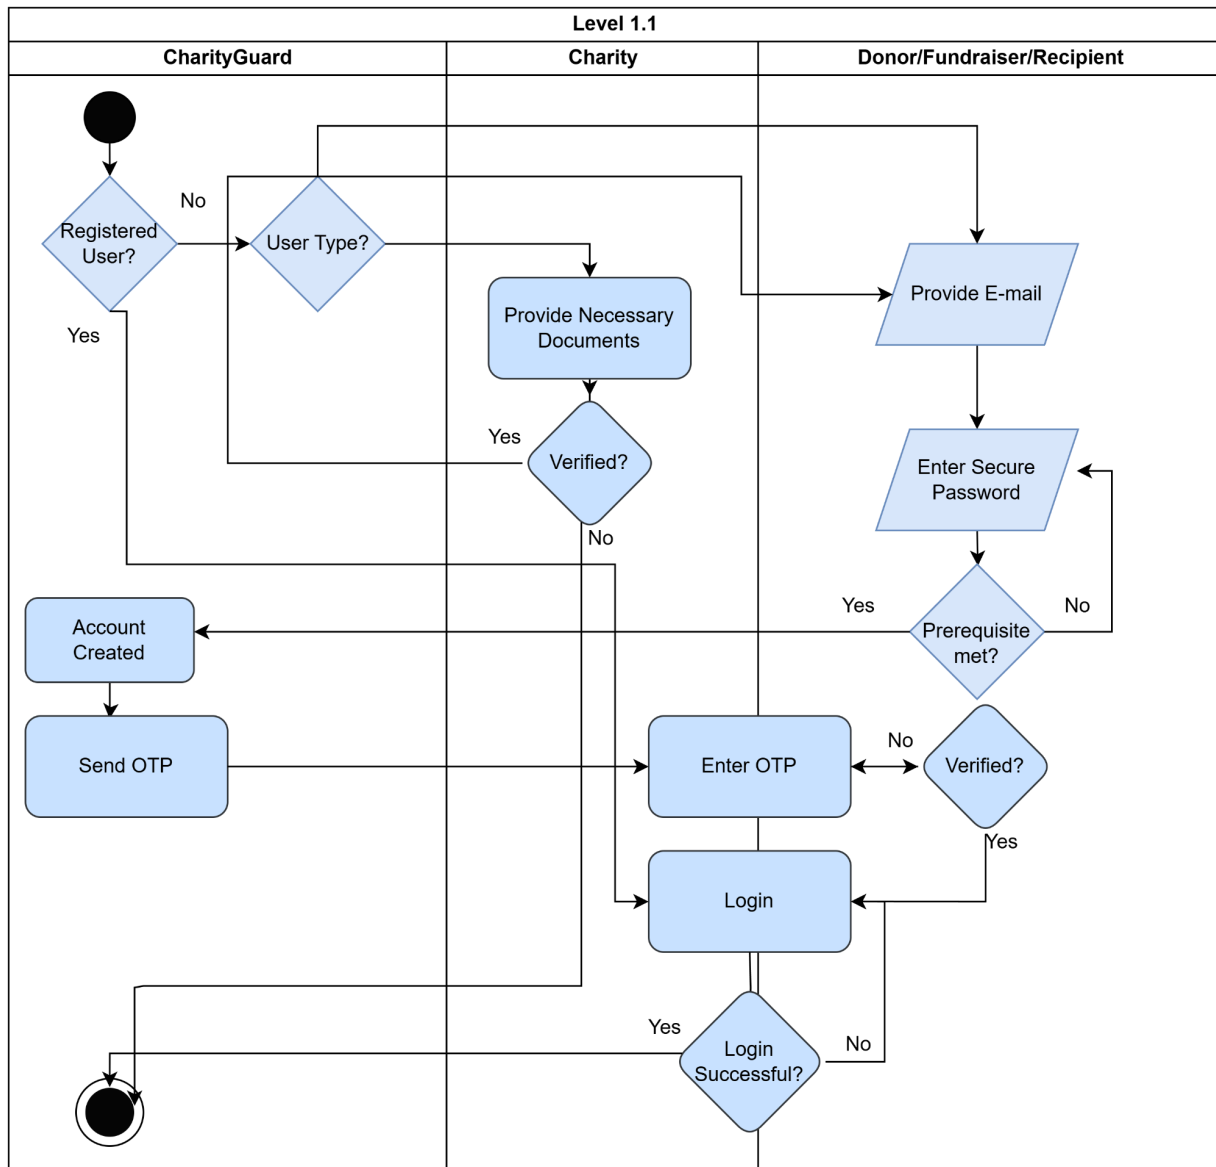 Level 1.1
CharityGuard
Charity
Donor/Fundraiser/Recipient
No
Registered
User?
User Type?
Yes
Provide Necessary
Documents
Provide E-mail
Yes
Verified?
No
Enter Secure
Password
Yes
No
Prerequisite
met?
Account
Created
Send OTP
Enter OTP
No
Verified?
Yes
Login
Yes
Login
Successful?
No